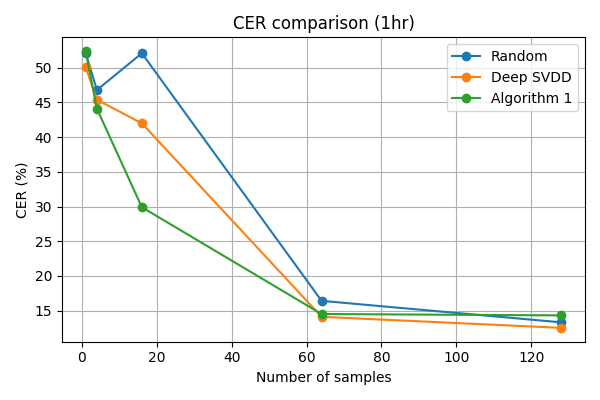 CER comparison (1hr)
Random
Deep SVDD
Algorithm 1
CER (%)
50
45
40
35
30
25
20
15
0 20 40 60 80 100 120
Number of samples